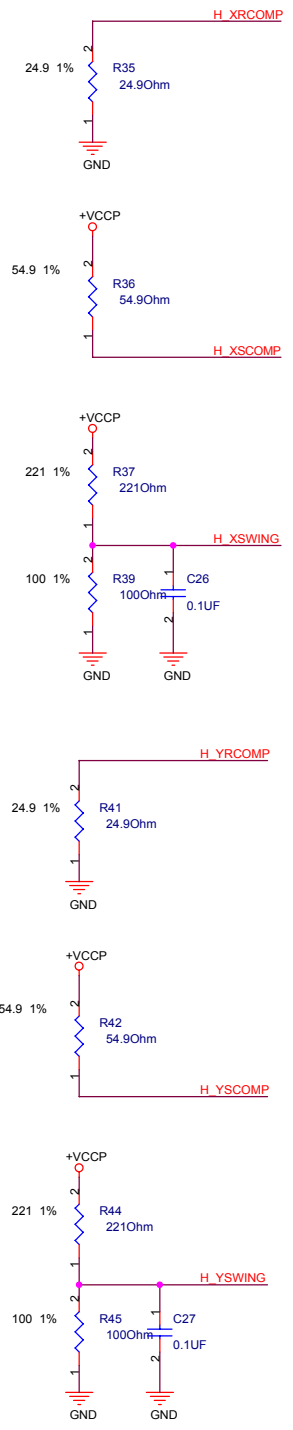 H_XRCOMP
2
24.9 1%
R35
24.9Ohm
1
GND
+VCCP
2
54.9 1%
R36
54.9Ohm
1
H_XSCOMP
+VCCP
2
221 1%
R37
221Ohm
1
H_XSWING
2
100 1%
R39
100Ohm
1
1
C26
0.1UF
2
GND
GND
H_YRCOMP
2
24.9 1%
R41
24.9Ohm
1
GND
+VCCP
2
54.9 1%
R42
54.9Ohm
1
H_YSCOMP
+VCCP
2
221 1%
R44
221Ohm
1
H_YSWING
2
100 1%
R45
100Ohm
1
1
C27
0.1UF
2
GND
GND